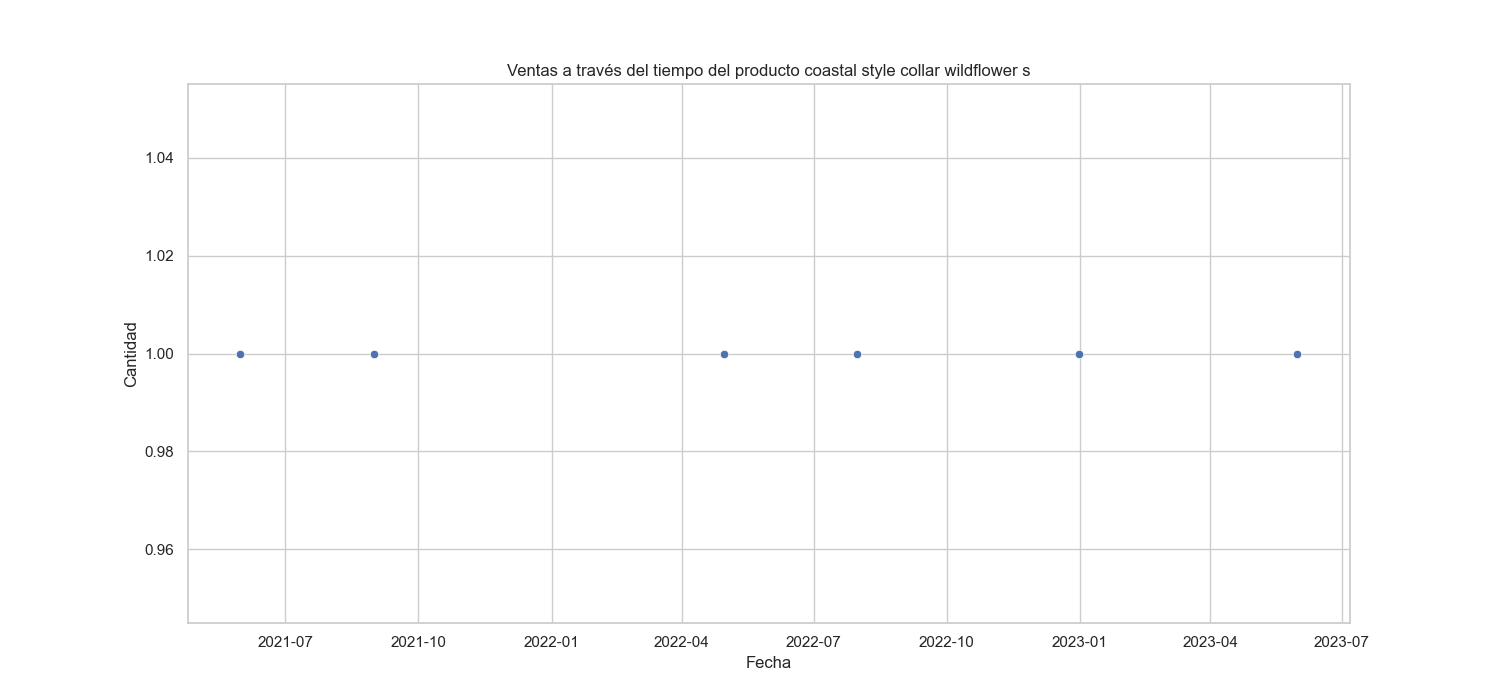 Ventas a través del tiempo del producto coastal style collar wildflower s
1.04
1.02
1.00
0.98
0.96
Cantidad
2021-07 2021-10 2022-01 2022-04 2022-07 2022-10 2023-01 2023-04 2023-07
Fecha